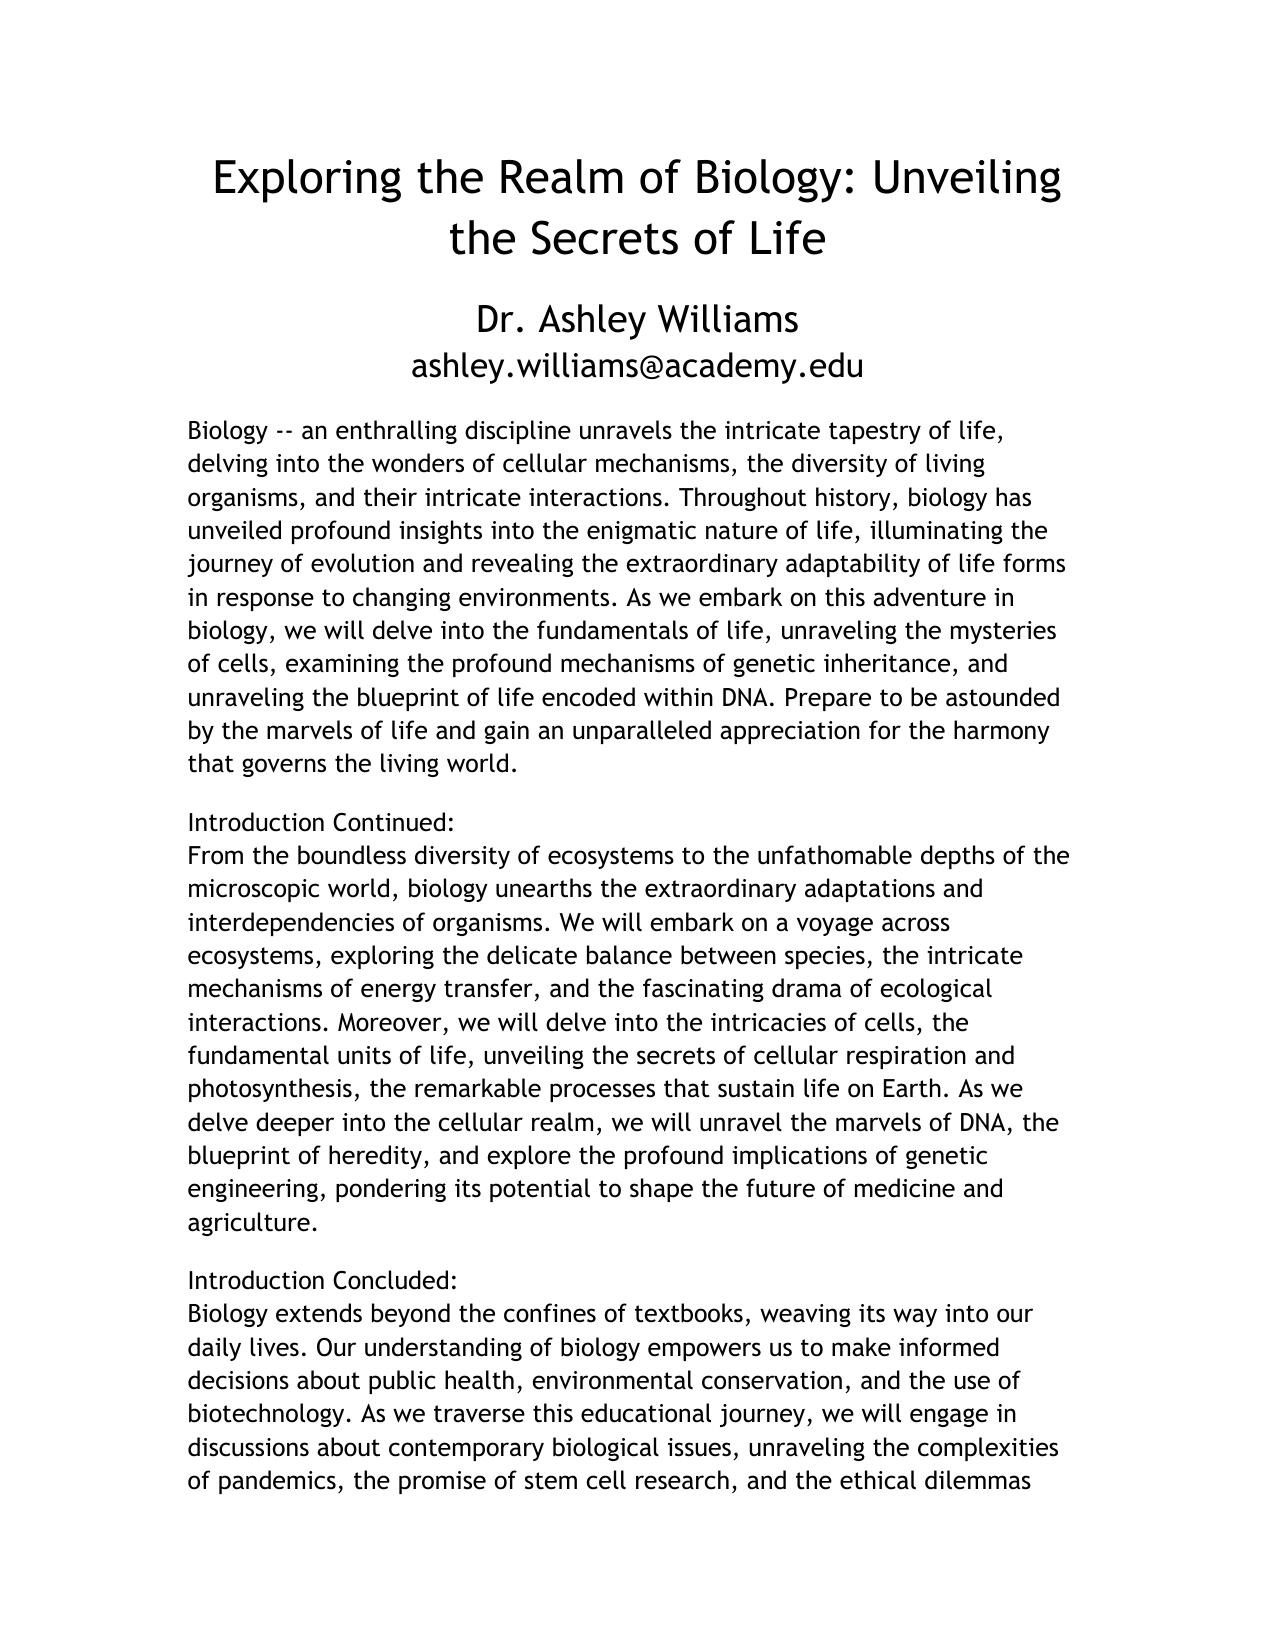 Exploring the Realm of Biology: Unveiling
the Secrets of Life
Dr. Ashley Williams
ashley.williams@academy.edu
Biology -- an enthralling discipline unravels the intricate tapestry of life,
delving into the wonders of cellular mechanisms, the diversity of living
organisms, and their intricate interactions. Throughout history, biology has
unveiled profound insights into the enigmatic nature of life, illuminating the
journey of evolution and revealing the extraordinary adaptability of life forms
in response to changing environments. As we embark on this adventure in
biology, we will delve into the fundamentals of life, unraveling the mysteries
of cells, examining the profound mechanisms of genetic inheritance, and
unraveling the blueprint of life encoded within DNA. Prepare to be astounded
by the marvels of life and gain an unparalleled appreciation for the harmony
that governs the living world.
Introduction Continued:
From the boundless diversity of ecosystems to the unfathomable depths of the
microscopic world, biology unearths the extraordinary adaptations and
interdependencies of organisms. We will embark on a voyage across
ecosystems, exploring the delicate balance between species, the intricate
mechanisms of energy transfer, and the fascinating drama of ecological
interactions. Moreover, we will delve into the intricacies of cells, the
fundamental units of life, unveiling the secrets of cellular respiration and
photosynthesis, the remarkable processes that sustain life on Earth. As we
delve deeper into the cellular realm, we will unravel the marvels of DNA, the
blueprint of heredity, and explore the profound implications of genetic
engineering, pondering its potential to shape the future of medicine and
agriculture.
Introduction Concluded:
Biology extends beyond the confines of textbooks, weaving its way into our
daily lives. Our understanding of biology empowers us to make informed
decisions about public health, environmental conservation, and the use of
biotechnology. As we traverse this educational journey, we will engage in
discussions about contemporary biological issues, unraveling the complexities
of pandemics, the promise of stem cell research, and the ethical dilemmas